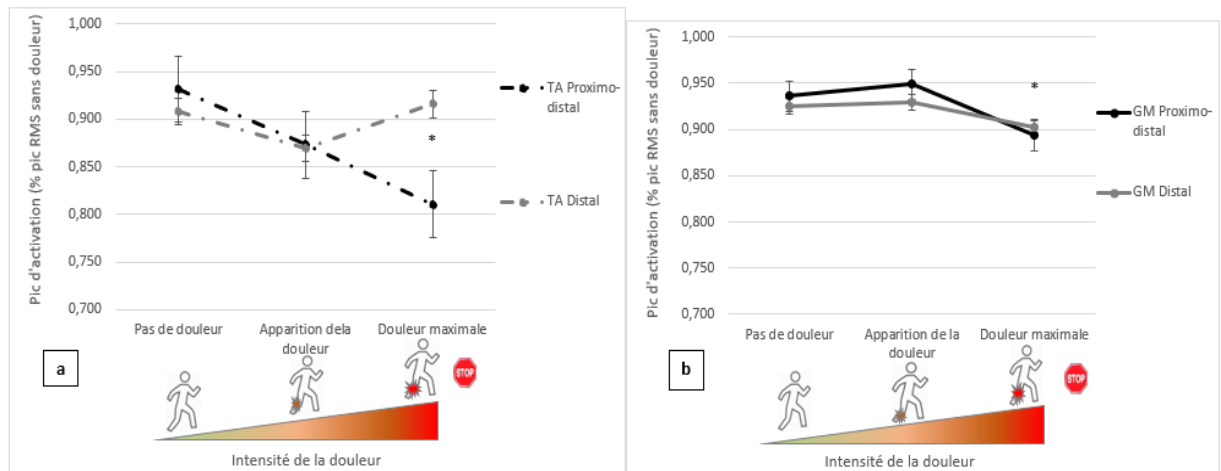 Pic d'activation (% pic RMS sans douleur)
1,000
0,950
0,900
0,850
0,800
0,750
0,700
*
TA Proximo-
distal
TA Distal
Pas de douleur
Apparition dela
douleur
Douleur maximale
a
STOP
Intensité de la douleur
Pic d'activation (% pic RMS sans douleur)
1,000
0,950
0,900
0,850
0,800
0,750
0,700
*
GM Proximo-
distal
GM Distal
Pas de douleur
Apparition de la
douleur
Douleur maximale
b
STOP
Intensité de la douleur